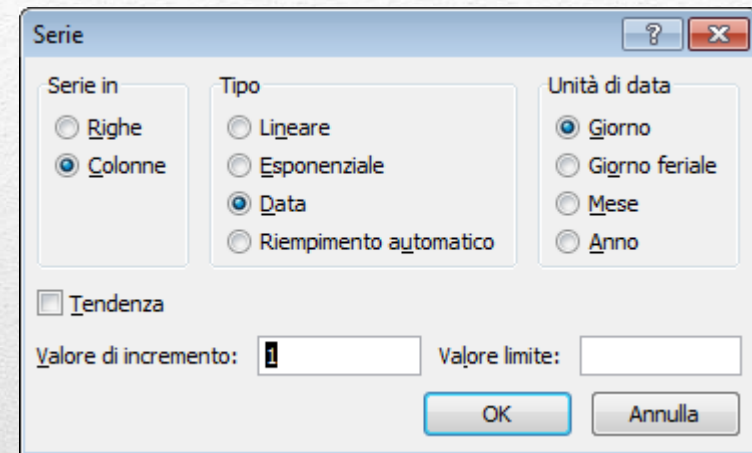 Serie
Serie in
Righe
Colonne
Tipo
Lineare
Esponenziale
Data
Riempimento automatico
Unità di data
Giorno
Giorno feriale
Mese
Anno
Tendenza
Valore di incremento: 1 Valore limite:
OK Annulla